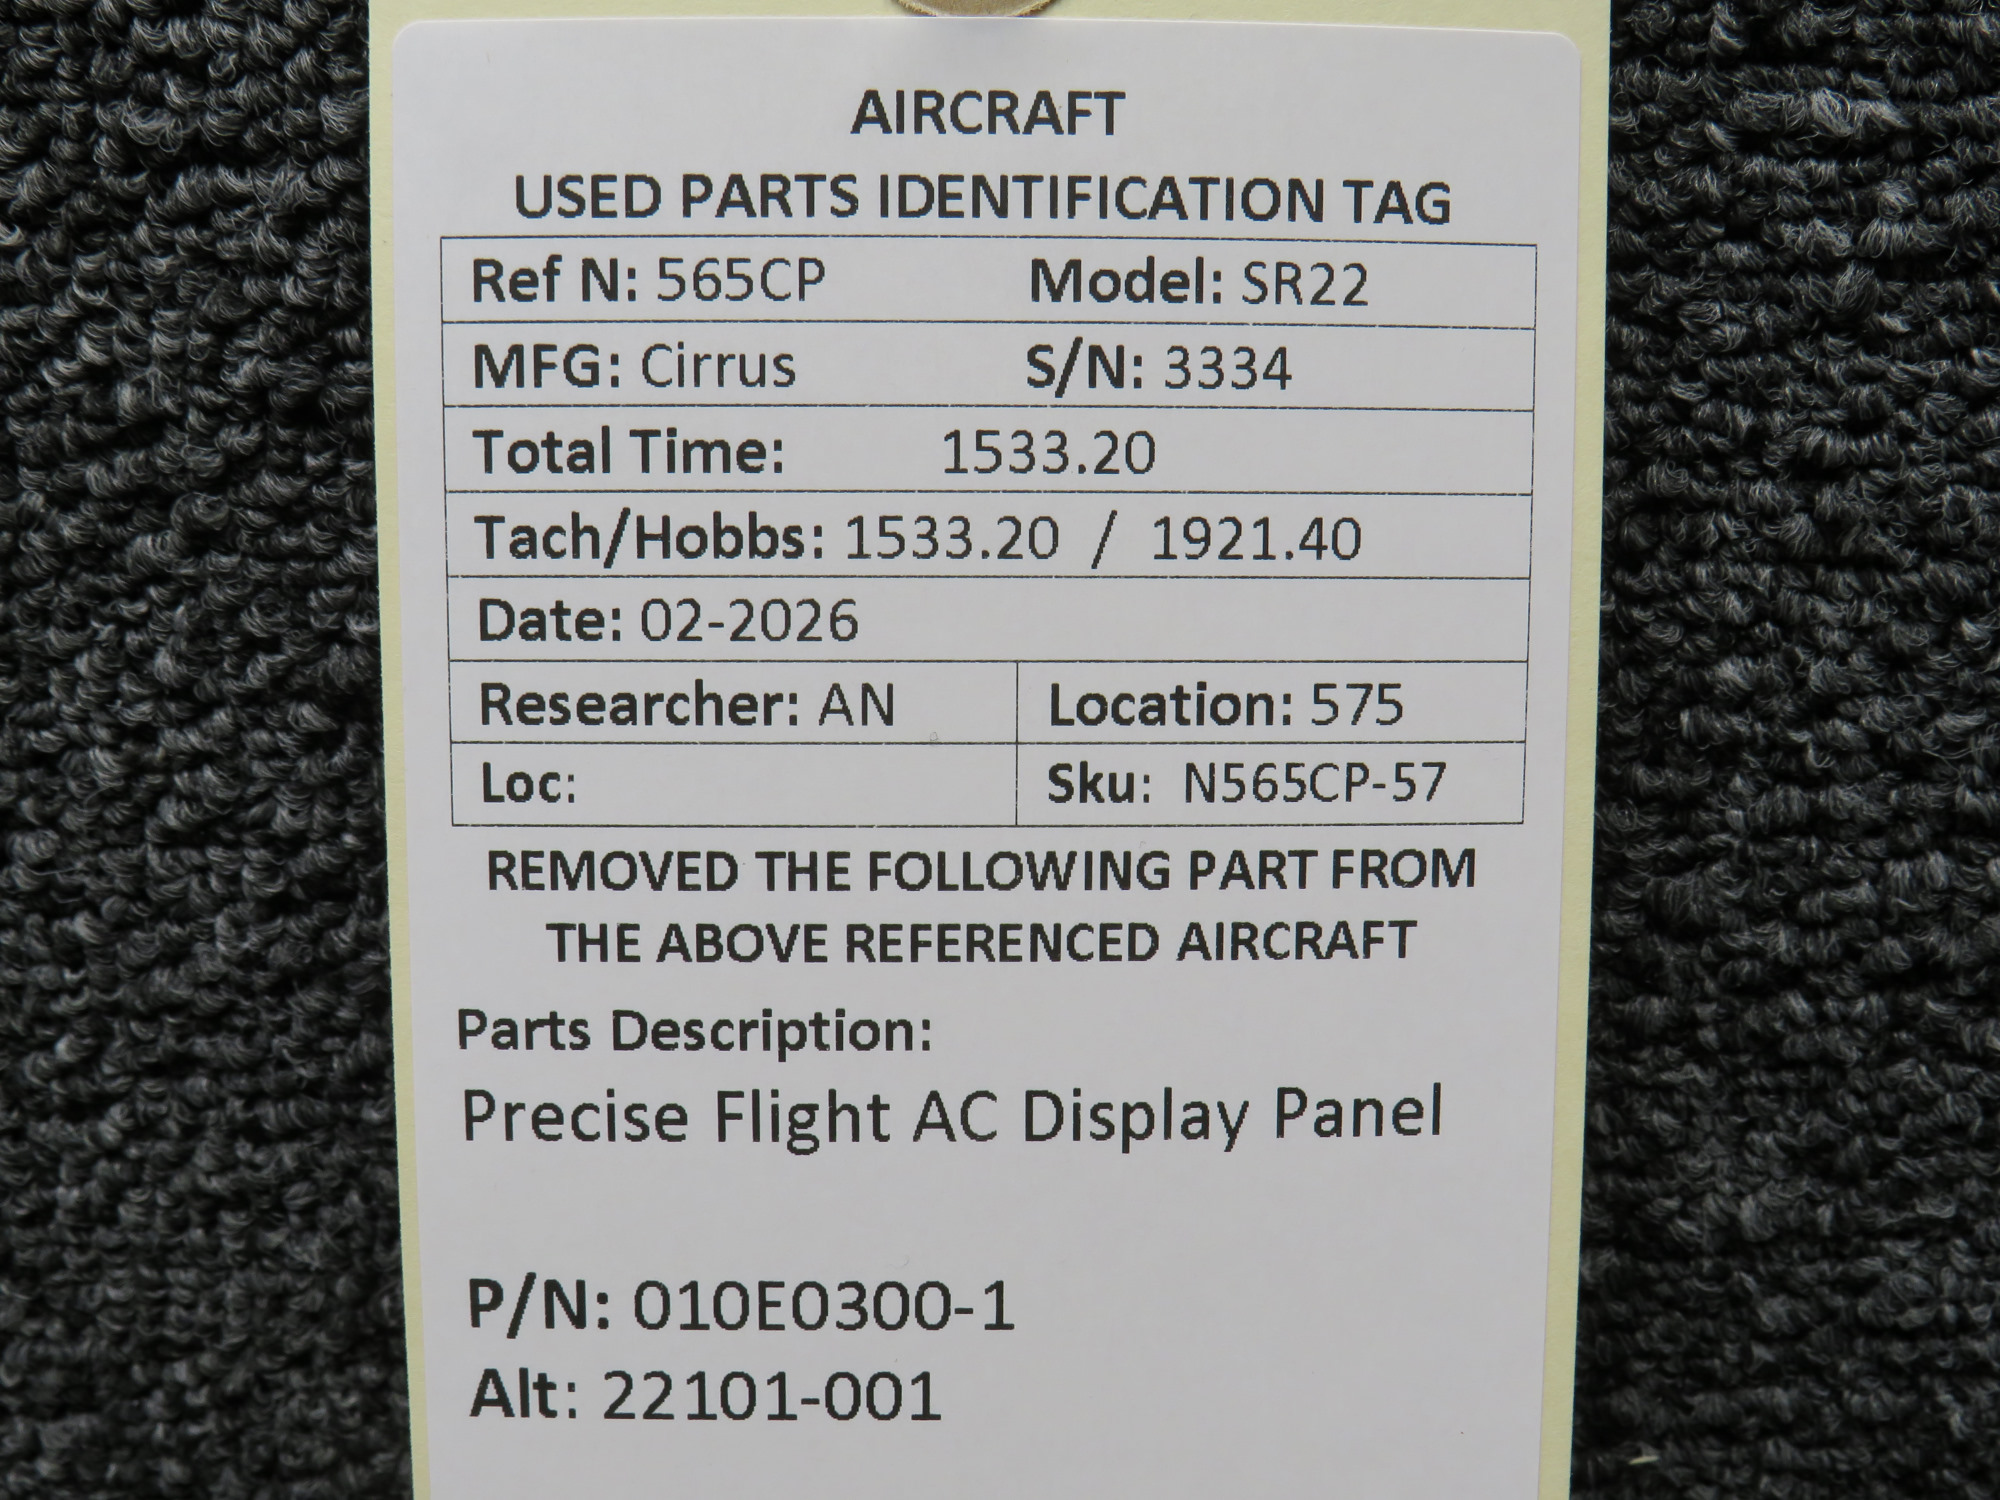 AIRCRAFT
USED PARTS IDENTIFICATION TAG
Ref N: 565CP Model: SR22
MFG: Cirrus S/N: 3334
Total Time: 1533.20
Tach/Hobbs: 1533.20 / 1921.40
Date: 02-2026
Researcher: AN Location: 575
Loc: Sku: N565CP-57
REMOVED THE FOLLOWING PART FROM
THE ABOVE REFERENCED AIRCRAFT
Parts Description:
Precise Flight AC Display Panel
P/N: 010E0300-1
Alt: 22101-001